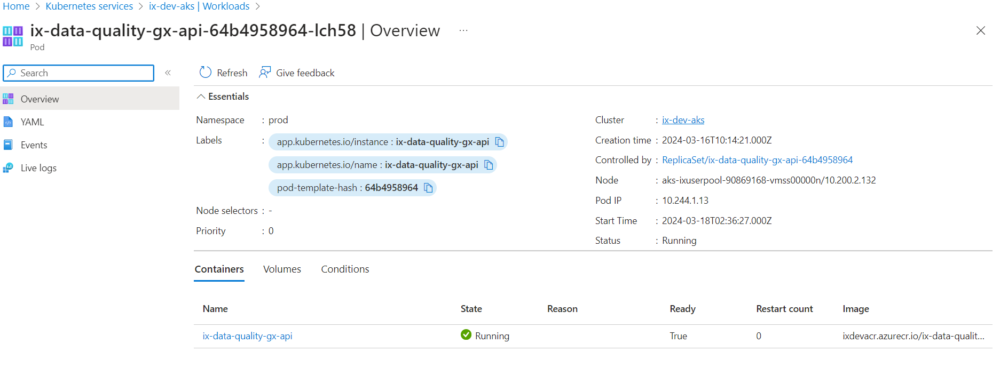 Home > Kubernetes services > ix-dev-aks | Workloads >
ix-data-quality-gx-api-64b4958964-lch58 | Overview ...
Pod
Search «
Overview
YAML
Events
Live logs
Refresh Give feedback
Essentials
Namespace : prod
Labels : app.kubernetes.io/instance : ix-data-quality-gx-api
app.kubernetes.io/name : ix-data-quality-gx-api
pod-template-hash : 64b4958964
Node selectors : -
Priority : 0
Cluster : ix-dev-aks
Creation time : 2024-03-16T10:14:21.000Z
Controlled by : ReplicaSet/ix-data-quality-gx-api-64b4958964
Node : aks-ixuserpool-90869168-vmss00000n/10.200.2.132
Pod IP : 10.244.1.13
Start Time : 2024-03-18T02:36:27.000Z
Status : Running
Containers Volumes Conditions
Name State Reason Ready Restart count Image
ix-data-quality-gx-api Running True 0 ixdevacr.azurecr.io/ix-data-qualit...